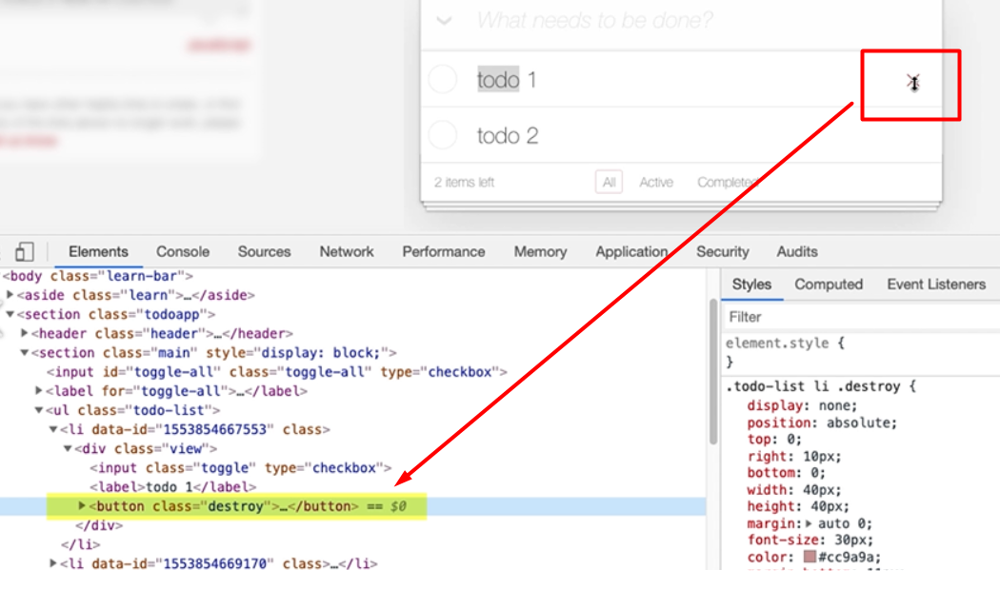 What needs to be done?
todo 1
todo 2
2 items left
All
Active
Completed
Elements
Console
Sources
Network
Performance
Memory
Application
Security
Audits
<body class="learn-bar">
▶<aside class="learn">…</aside>
▼<section class="todoapp">
▶<header class="header">…</header>
▼<section class="main" style="display: block;">
<input id="toggle-all" class="toggle-all" type="checkbox">
▶<label for="toggle-all">…</label>
▼<ul class="todo-list">
▼<li data-id="1553854667553" class>
▼<div class="view">
<input class="toggle" type="checkbox">
<label>todo 1</label>
▶<button class="destroy">…</button> == $0
</div>
</li>
▶<li data-id="1553854669170" class>…</li>
Styles
Computed
Event Listeners
Filter
element.style {
}
.todo-list li .destroy {
display: none;
position: absolute;
top: 0;
right: 10px;
bottom: 0;
width: 40px;
height: 40px;
margin:▶ auto 0;
font-size: 30px;
color: #cc9a9a;